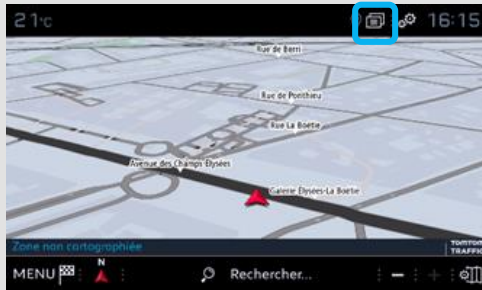 21°C 16:15
Rue de Berri
Rue de Ponthieu
Rue La Boétie
Avenue des Champs-Élysées
Galerie Élysées-La Boétie
Zone non cartographiée
TOMTOM
TRAFFIC
MENU N Rechercher...